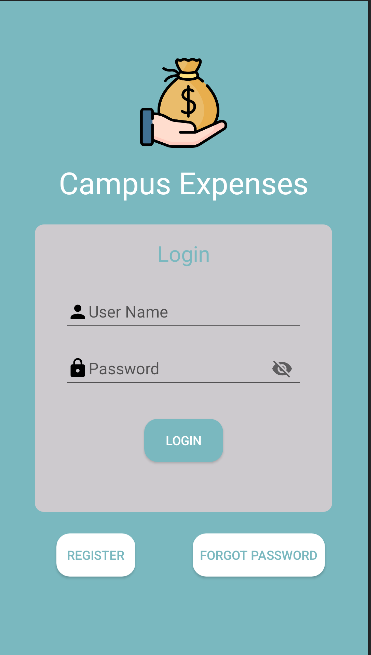 $
Campus Expenses
Login
User Name
Password
LOGIN
REGISTER FORGOT PASSWORD